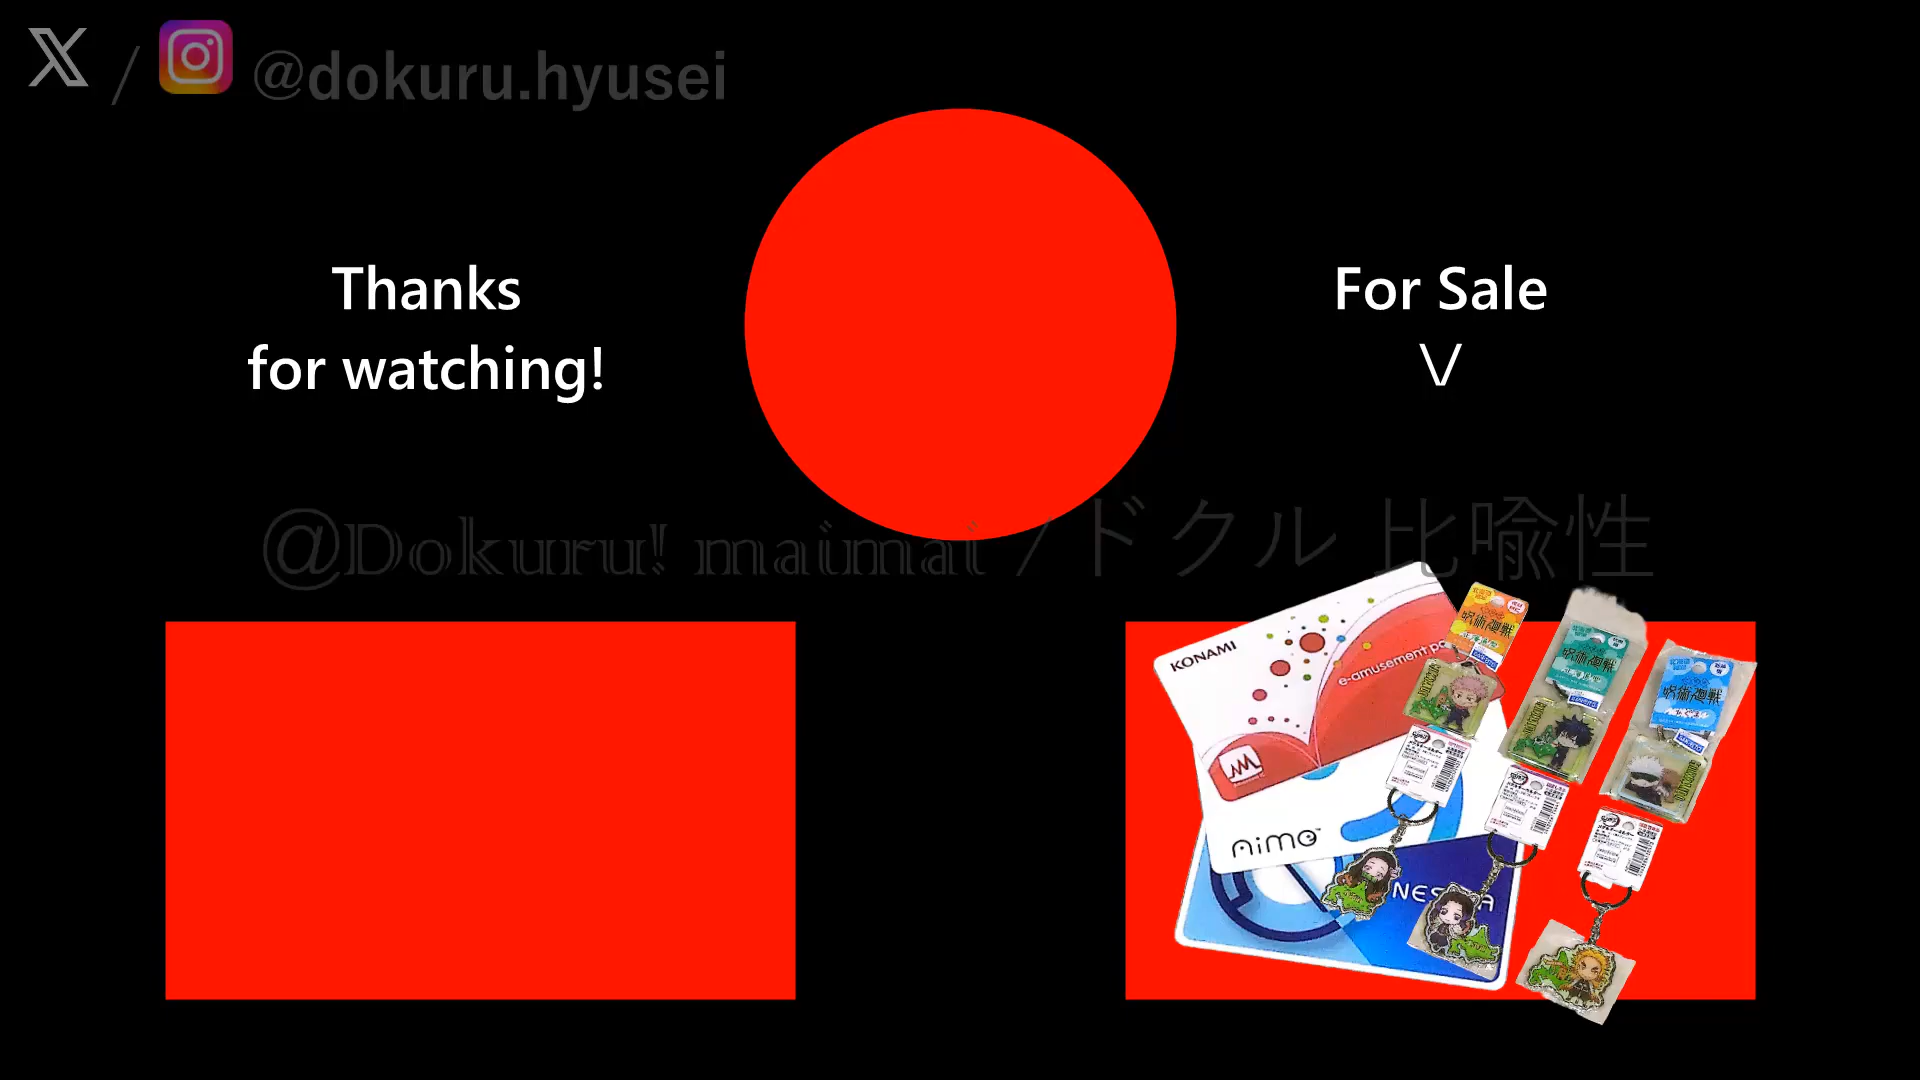 / @dokuru.hyusei
Thanks
for watching!
For Sale
\/
@Dokuru! maimai /ドクル 比喩性
KONAMI
e-amusement pa
Aime
NES A
呪術廻戦
呪術廻戦
呪術廻戦